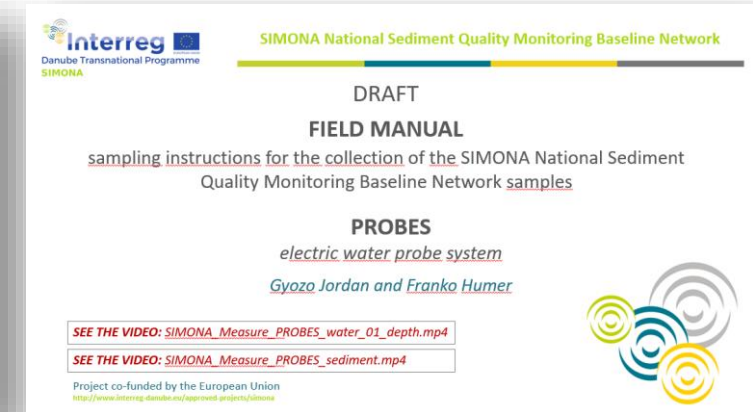 Interreg
Danube Transnational Programme
SIMONA
SIMONA National Sediment Quality Monitoring Baseline Network
DRAFT
FIELD MANUAL
sampling instructions for the collection of the SIMONA National Sediment
Quality Monitoring Baseline Network samples
PROBES
electric water probe system
Gyozo Jordan and Franko Humer
SEE THE VIDEO: SIMONA_Measure_PROBES_water_01_depth.mp4
SEE THE VIDEO: SIMONA_Measure_PROBES_sediment.mp4
Project co-funded by the European Union
http://www.interreg-danube.eu/approved-projects/simona